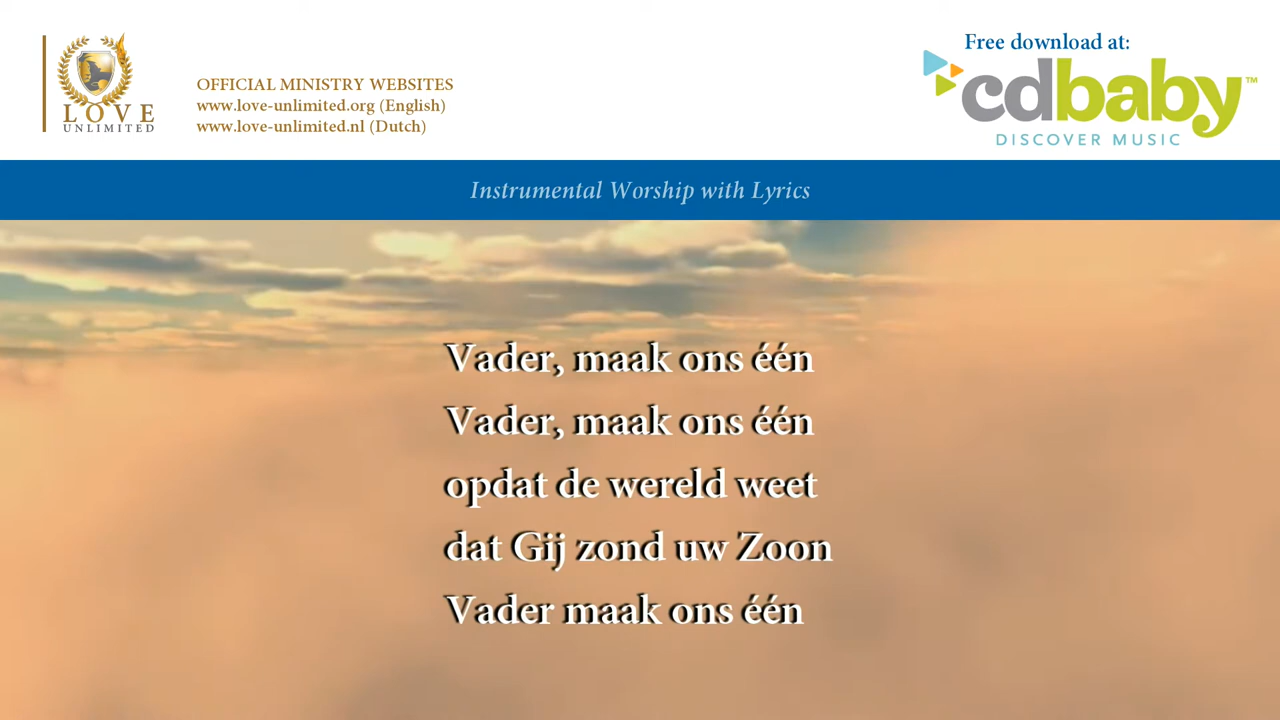 LOVE
UNLIMITED
OFFICIAL MINISTRY WEBSITES
www.love-unlimited.org (English)
www.love-unlimited.nl (Dutch)
Free download at:
cdbaby™
DISCOVER MUSIC
Instrumental Worship with Lyrics
Vader, maak ons één
Vader, maak ons één
opdat de wereld weet
dat Gij zond uw Zoon
Vader maak ons één